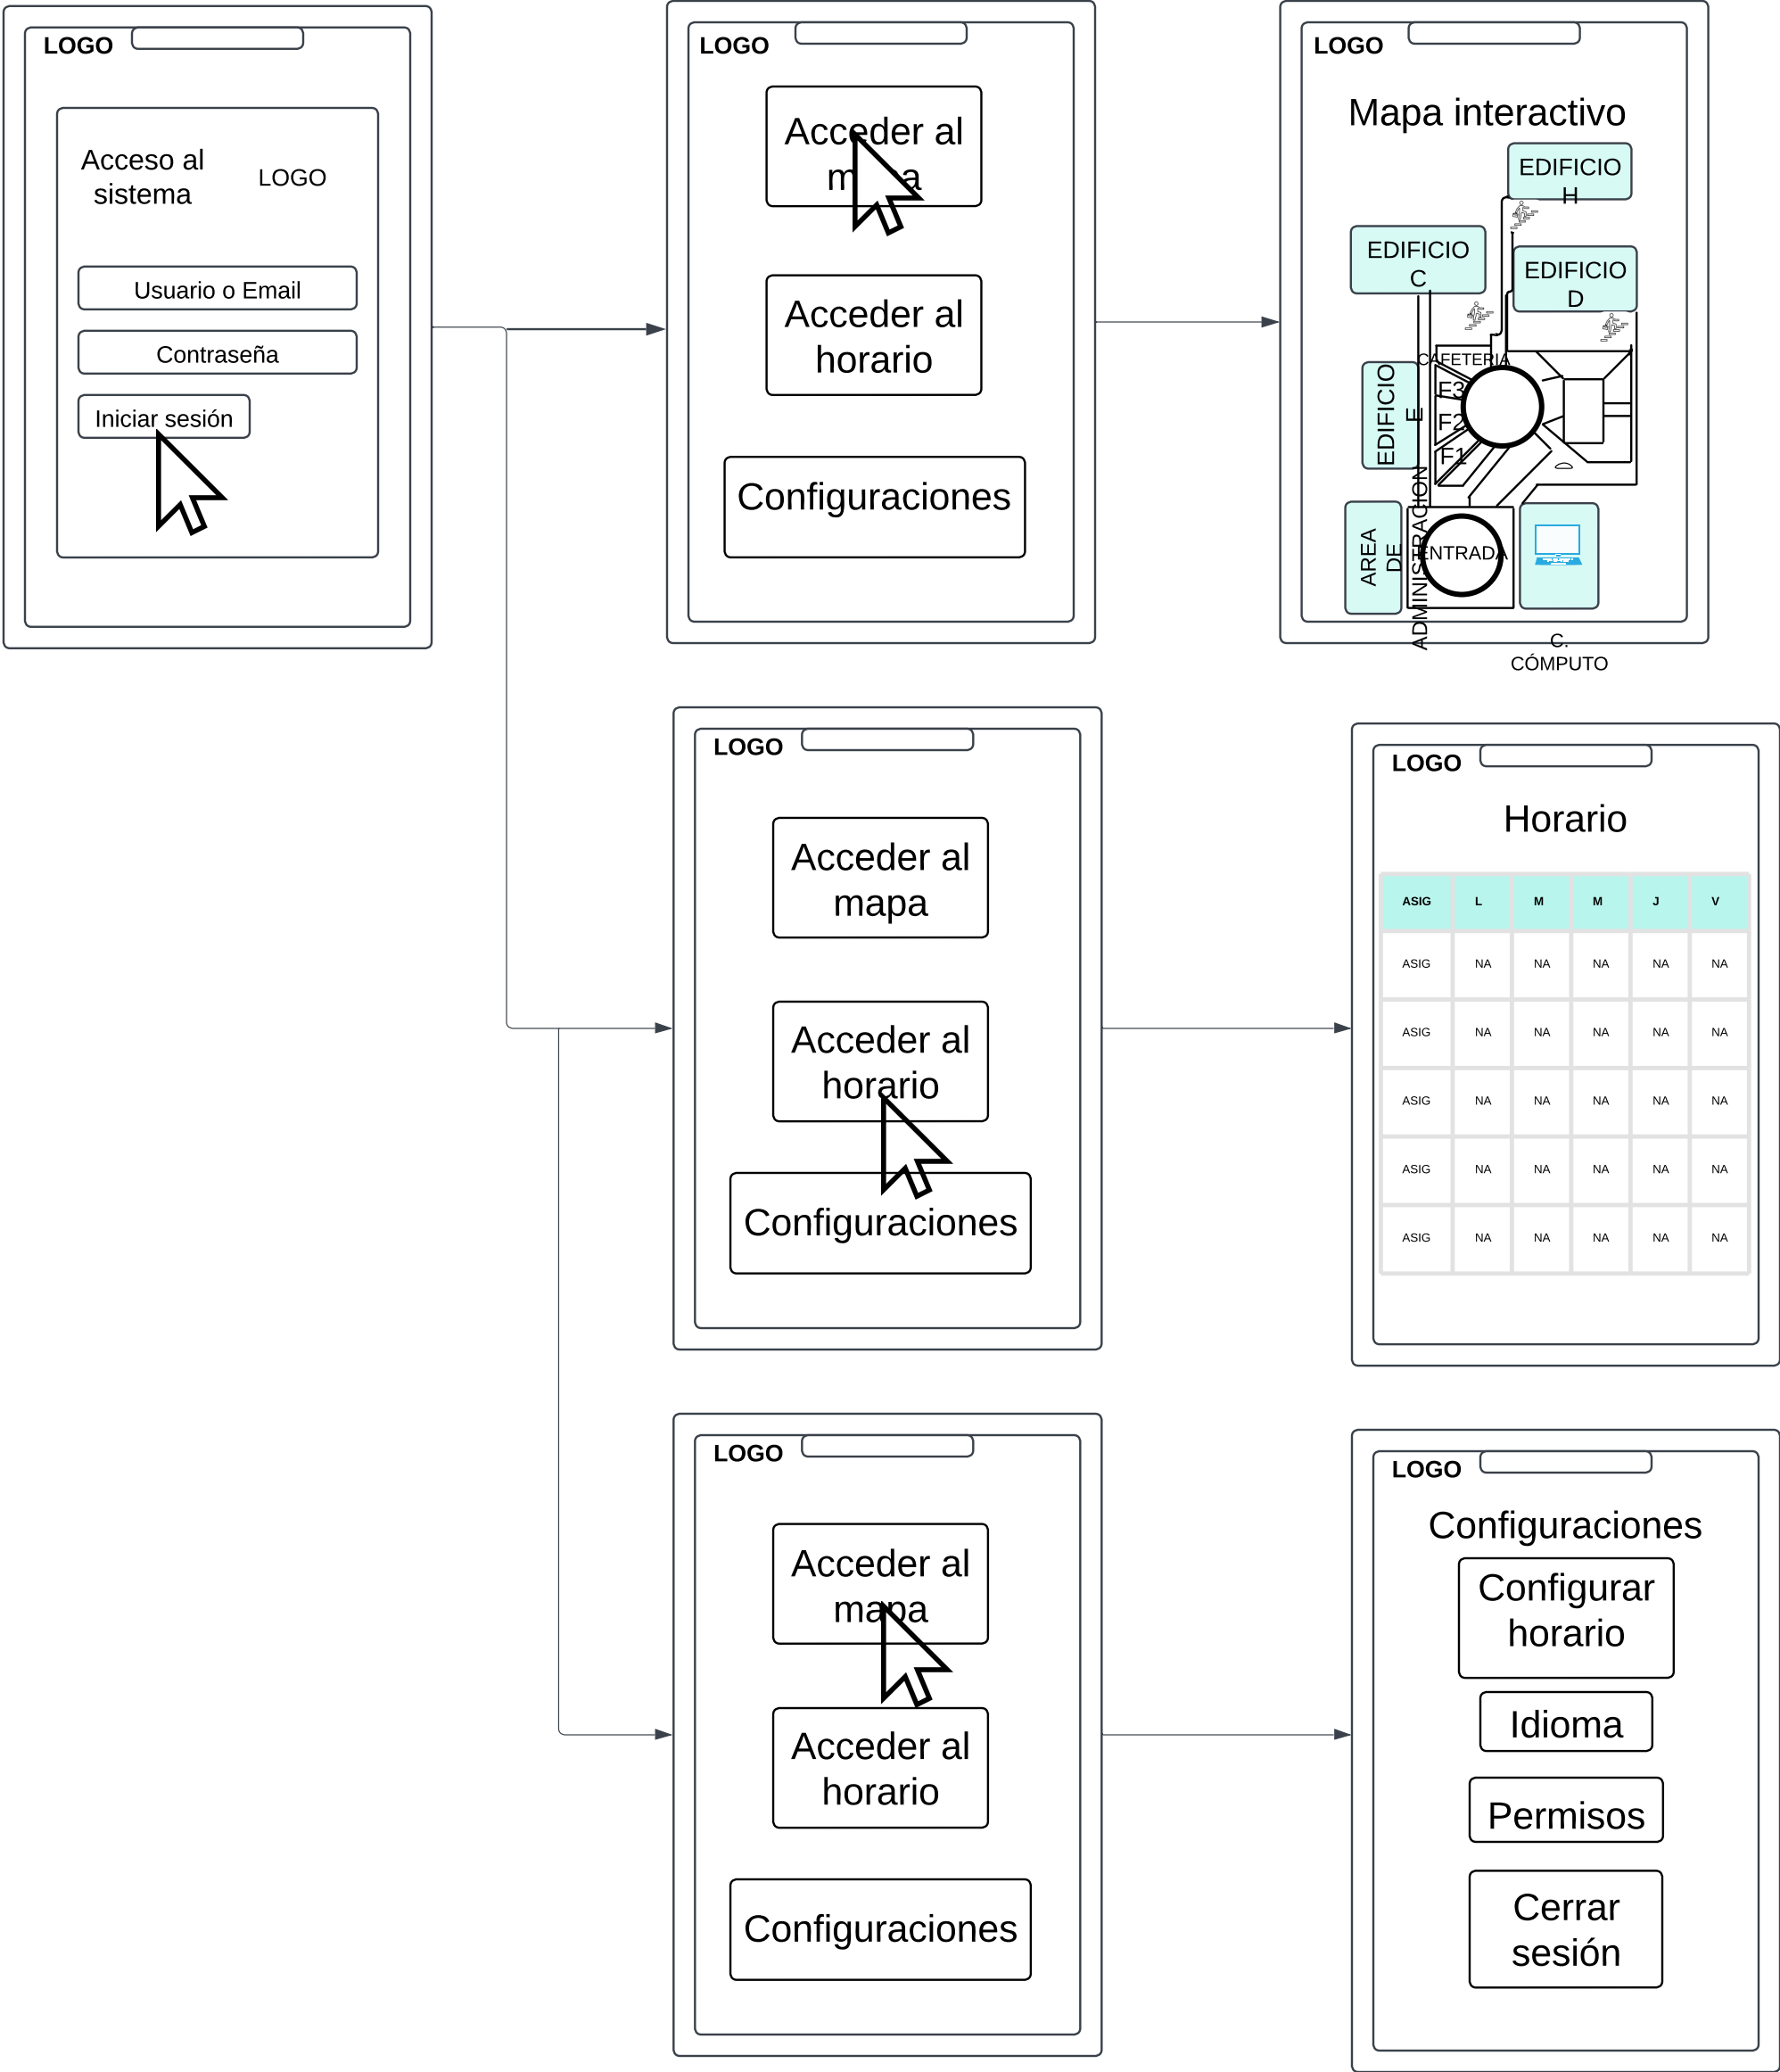 LOGO
Acceso al
sistema
LOGO
Usuario o Email
Contraseña
Iniciar sesión
LOGO
Acceder al
mapa
Acceder al
horario
Configuraciones
LOGO
Mapa interactivo
EDIFICIO
H
EDIFICIO
C
EDIFICIO
D
CAFETERIA
EDIFICIO
E
F3
F2
F1
AREA
DE
ADMINISTRACION
ENTRADA
C.
CÓMPUTO
LOGO
Acceder al
mapa
Acceder al
horario
Configuraciones
LOGO
Horario
ASIG L M M J V
ASIG NA NA NA NA NA
ASIG NA NA NA NA NA
ASIG NA NA NA NA NA
ASIG NA NA NA NA NA
ASIG NA NA NA NA NA
LOGO
Acceder al
mapa
Acceder al
horario
Configuraciones
LOGO
Configuraciones
Configurar
horario
Idioma
Permisos
Cerrar
sesión